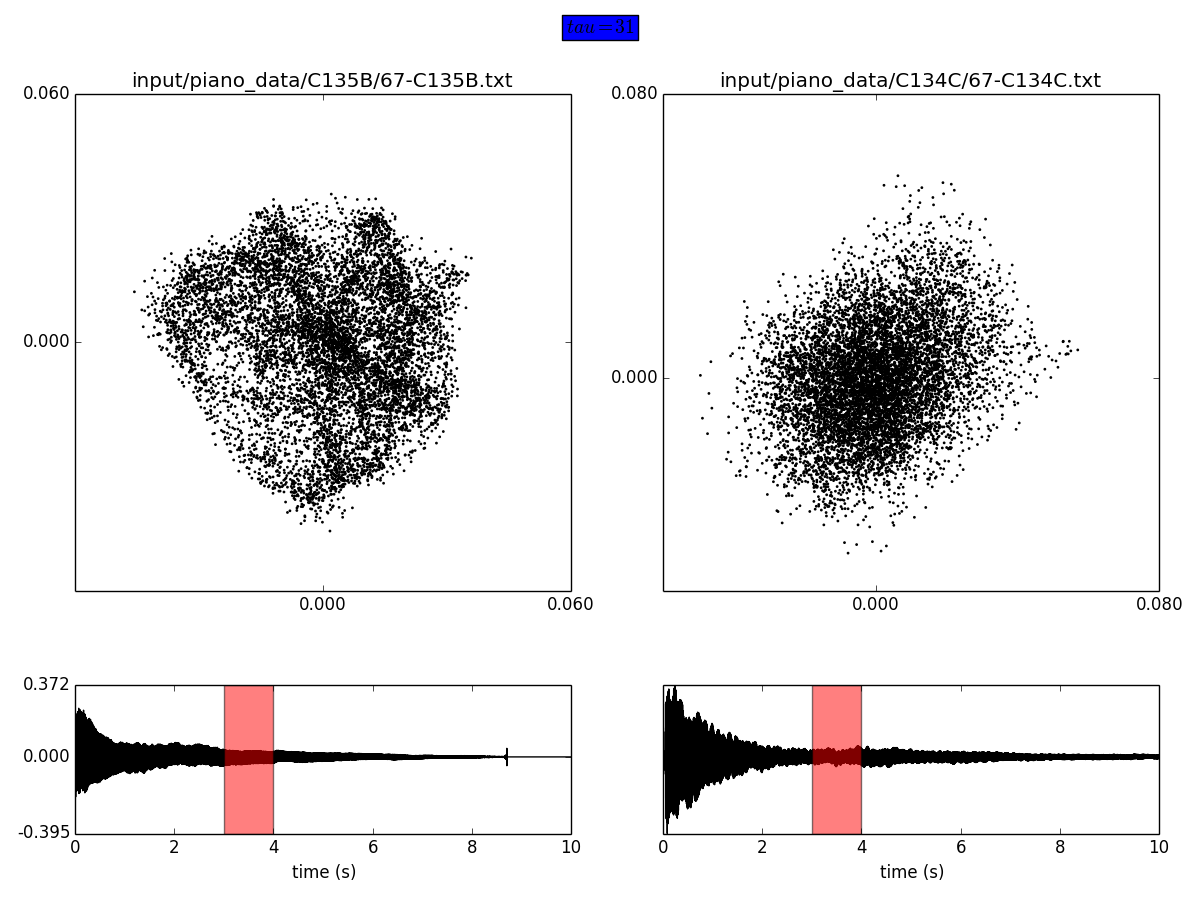 tau = 31
input/piano_data/C135B/67-C135B.txt
input/piano_data/C134C/67-C134C.txt
0.060
0.000
0.000
0.060
0.080
0.000
0.000
0.080
0.372
0.000
-0.395
0 2 4 6 8 10
time (s)
0 2 4 6 8 10
time (s)